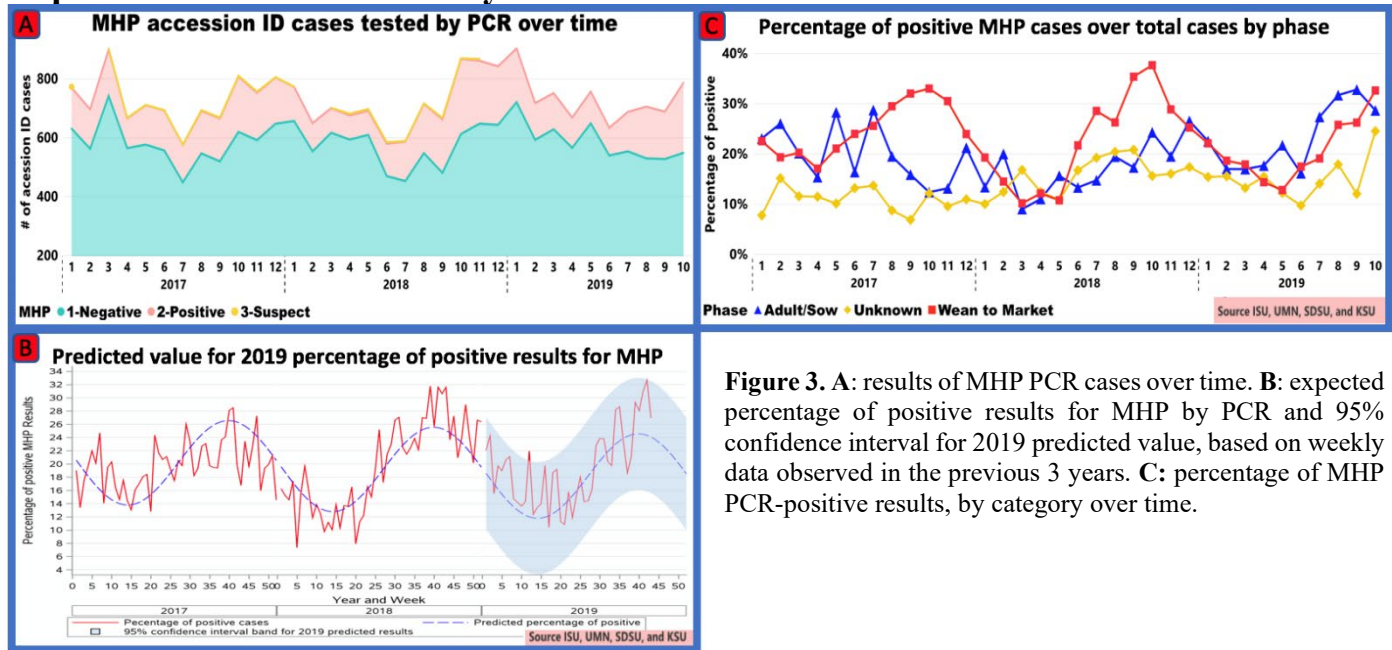 A
MHP accession ID cases tested by PCR over time
# of acession ID cases
800
600
400
200
1 2 3 4 5 6 7 8 9 10 11 12 1 2 3 4 5 6 7 8 9 10 11 12 1 2 3 4 5 6 7 8 9 10
2017 2018 2019
MHP 1-Negative 2-Positive 3-Suspect
C
Percentage of positive MHP cases over total cases by phase
Percentage of positive
40%
30%
20%
10%
0%
1 2 3 4 5 6 7 8 9 10 11 12 1 2 3 4 5 6 7 8 9 10 11 12 1 2 3 4 5 6 7 8 9 10
2017 2018 2019
Phase Adult/Sow Unknown Wean to Market
Source ISU, UMN, SDSU, and KSU
B
Predicted value for 2019 percentage of positive results for MHP
Percentage of positive MHP Results
34
32
30
28
26
24
22
20
18
16
14
12
10
8
6
4
0 5 10 15 20 25 30 35 40 45 500 5 10 15 20 25 30 35 40 45 500 5 10 15 20 25 30 35 40 45 50
Year and Week
2017 2018 2019
Pecentage of positive cases Predicted percentage of positive
95% confidence interval band for 2019 predicted results
Source ISU, UMN, SDSU, and KSU
Figure 3. A: results of MHP PCR cases over time. B: expected
percentage of positive results for MHP by PCR and 95%
confidence interval for 2019 predicted value, based on weekly
data observed in the previous 3 years. C: percentage of MHP
PCR-positive results, by category over time.